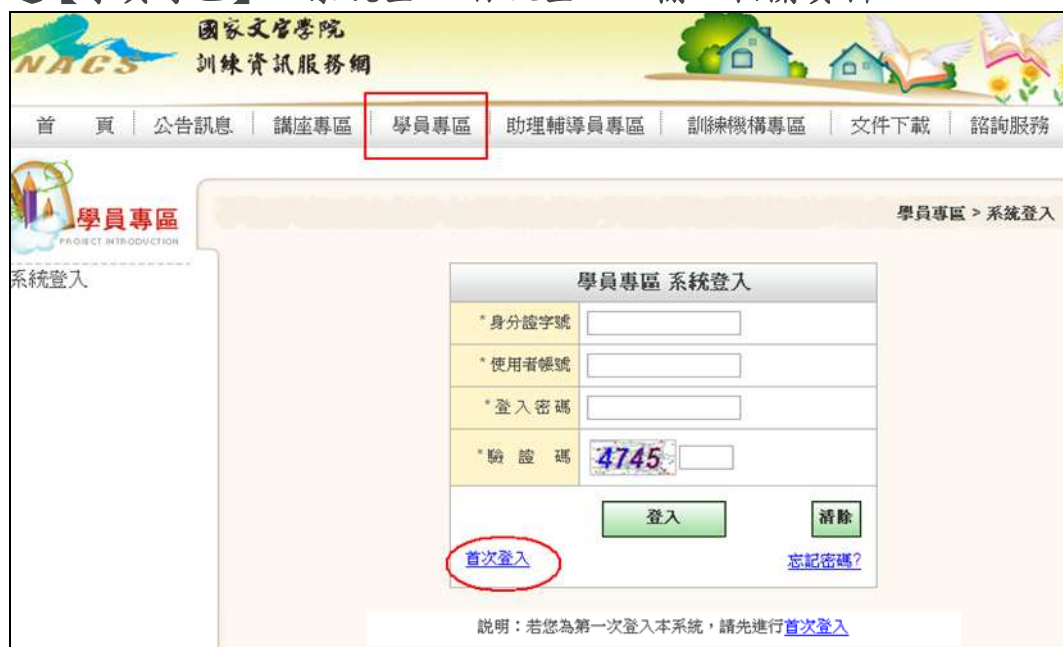 國家文官學院
NACS 訓練資訊服務網
首 頁 公告訊息 講座專區 學員專區 助理輔導員專區 訓練機構專區 文件下載 諮詢服務
學員專區
PROJECT INTRODUCTION
學員專區 > 系統登入
系統登入
學員專區 系統登入
*身分證字號
*使用者帳號
*登入密碼
*驗 證 碼 4745
登入 清除
首次登入 忘記密碼?
說明：若您為第一次登入本系統，請先進行首次登入